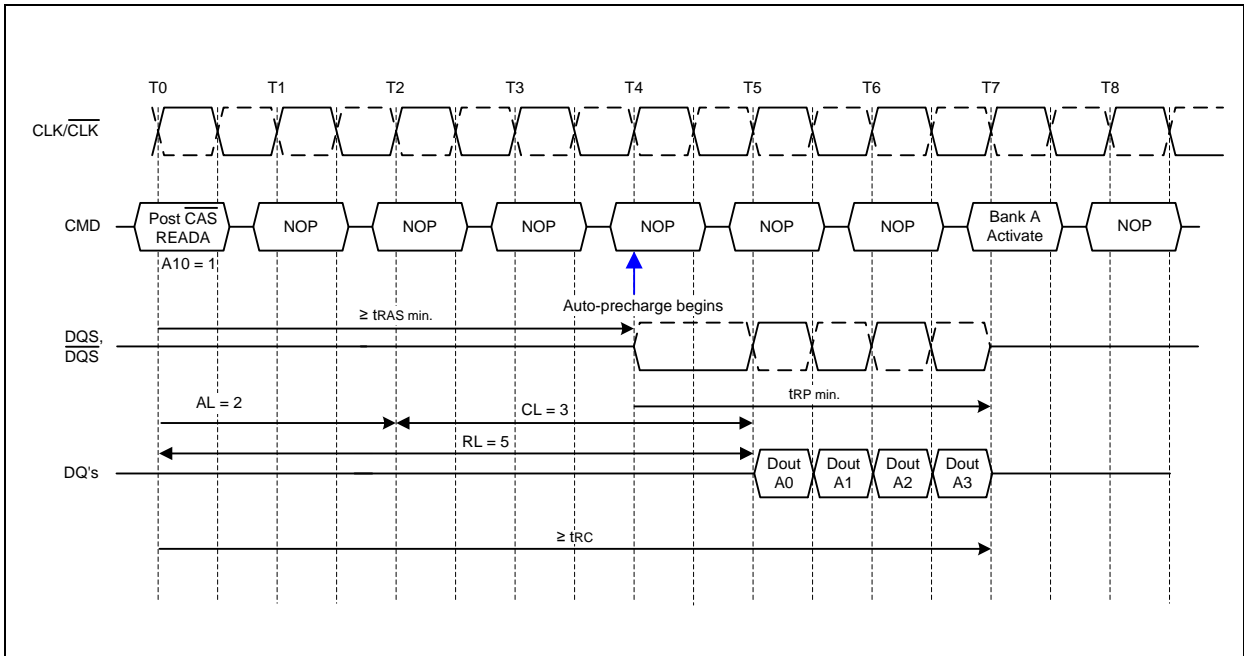 T0 T1 T2 T3 T4 T5 T6 T7 T8
CLK/CLK
CMD
Post CAS
READA
NOP NOP NOP NOP NOP NOP
Bank A
Activate
NOP
A10 = 1
Auto-precharge begins
≥ tRAS min.
DQS,
DQS
tRP min.
AL = 2
CL = 3
RL = 5
DQ's
Dout
A0
Dout
A1
Dout
A2
Dout
A3
≥ tRC